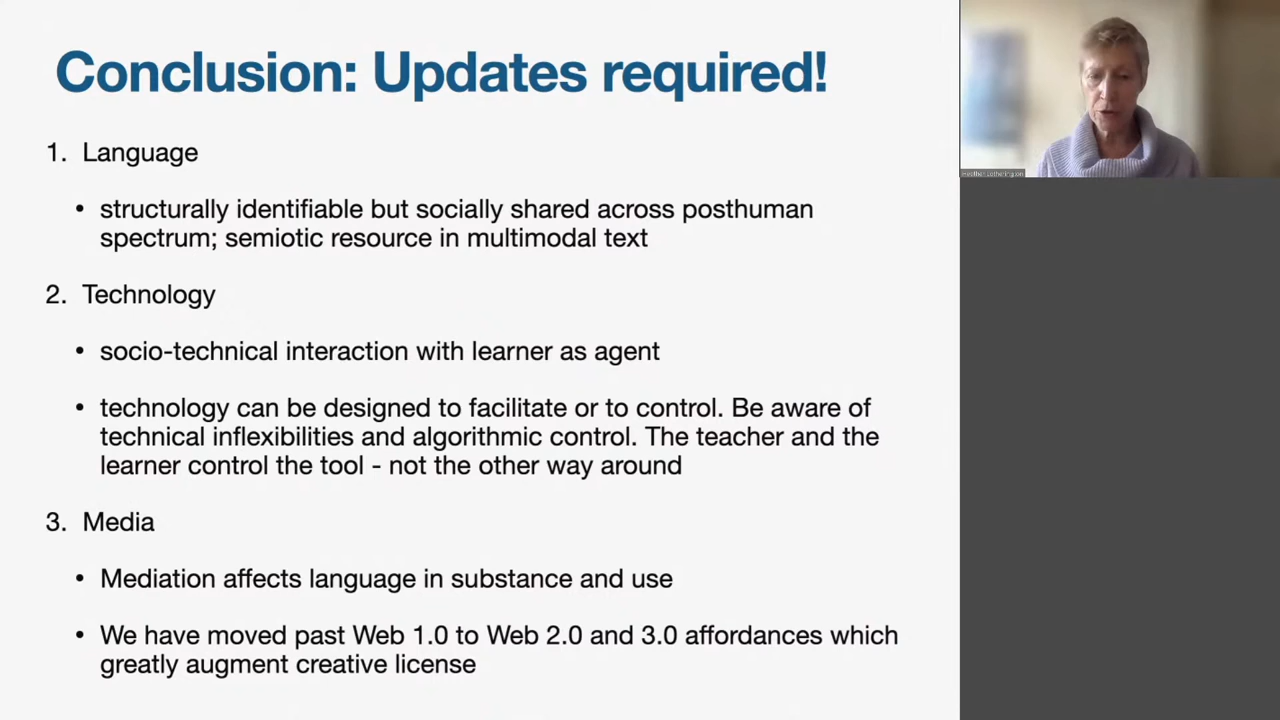 Conclusion: Updates required!
1. Language
• structurally identifiable but socially shared across posthuman
spectrum; semiotic resource in multimodal text
2. Technology
• socio-technical interaction with learner as agent
• technology can be designed to facilitate or to control. Be aware of
technical inflexibilities and algorithmic control. The teacher and the
learner control the tool - not the other way around
3. Media
• Mediation affects language in substance and use
• We have moved past Web 1.0 to Web 2.0 and 3.0 affordances which
greatly augment creative license
Heather Lotherington